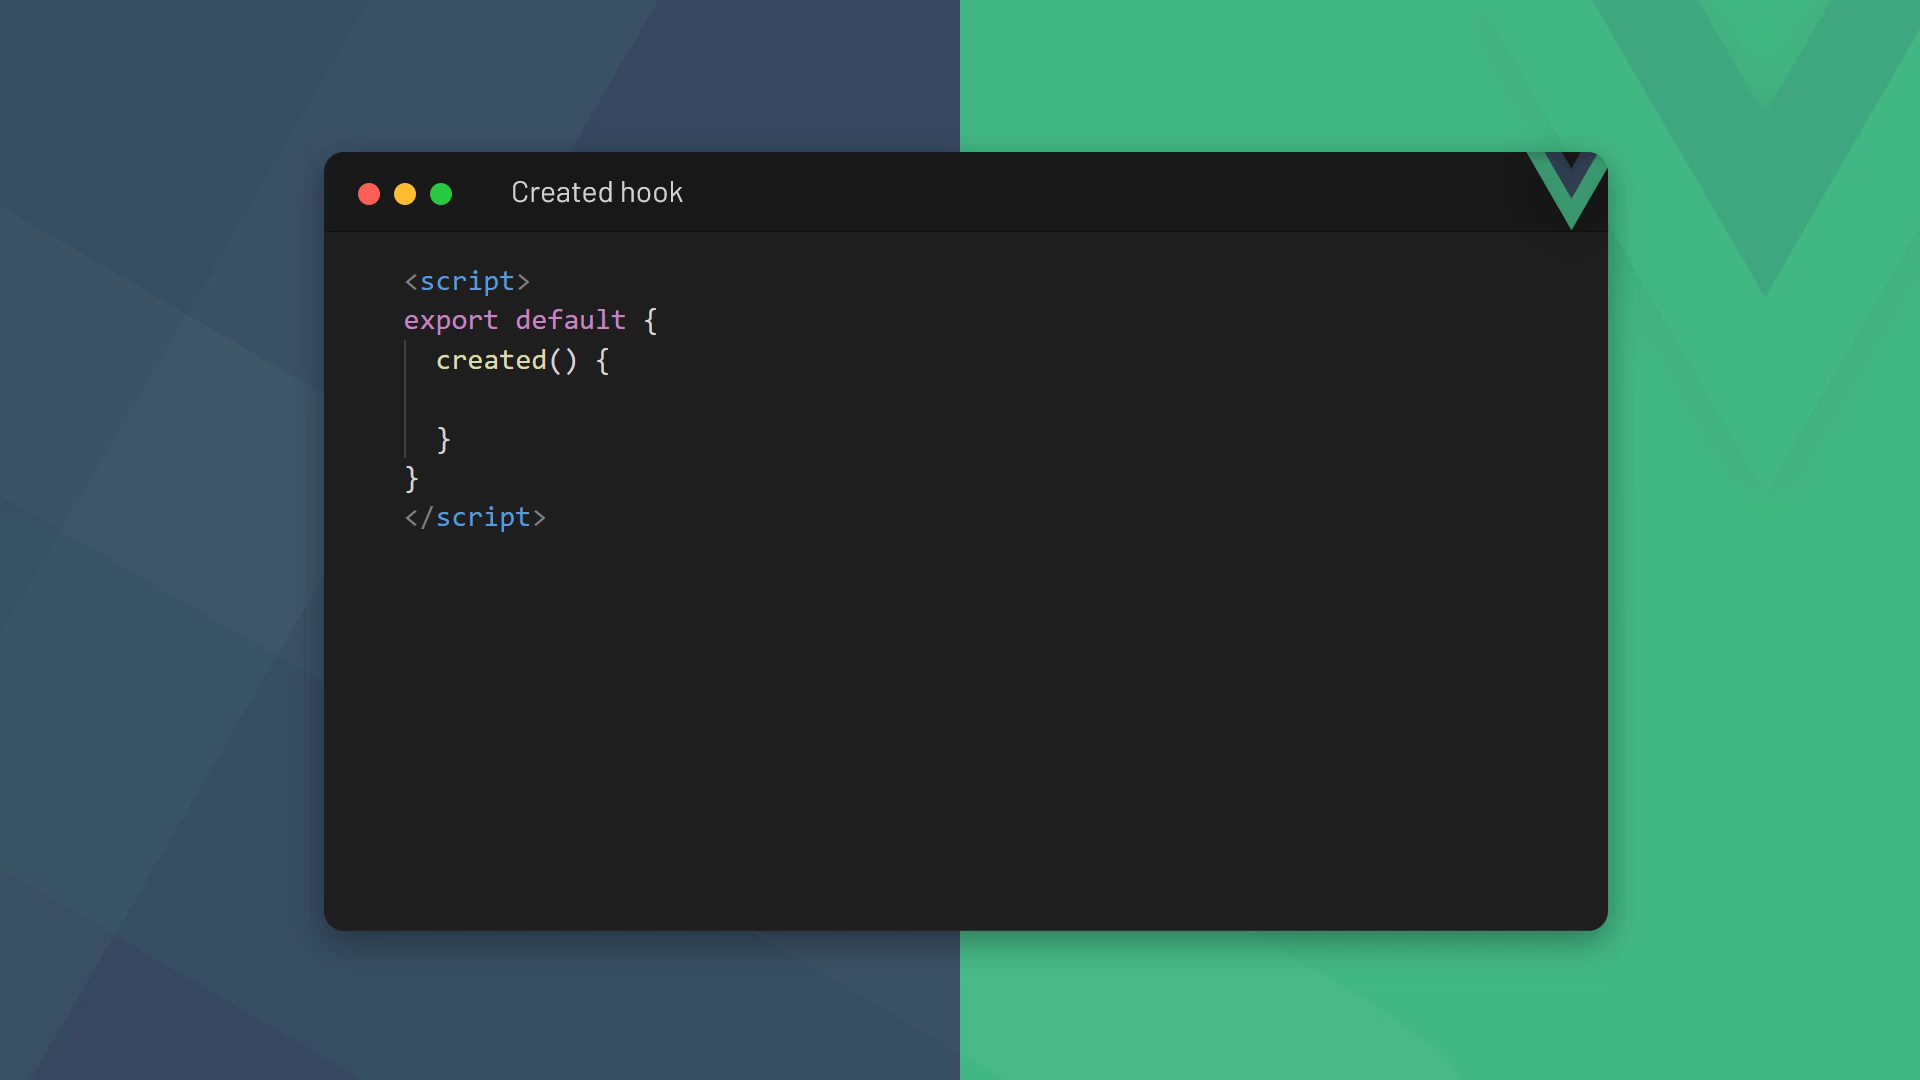 Created hook
<script>
export default {
  created() {

  }
}
</script>